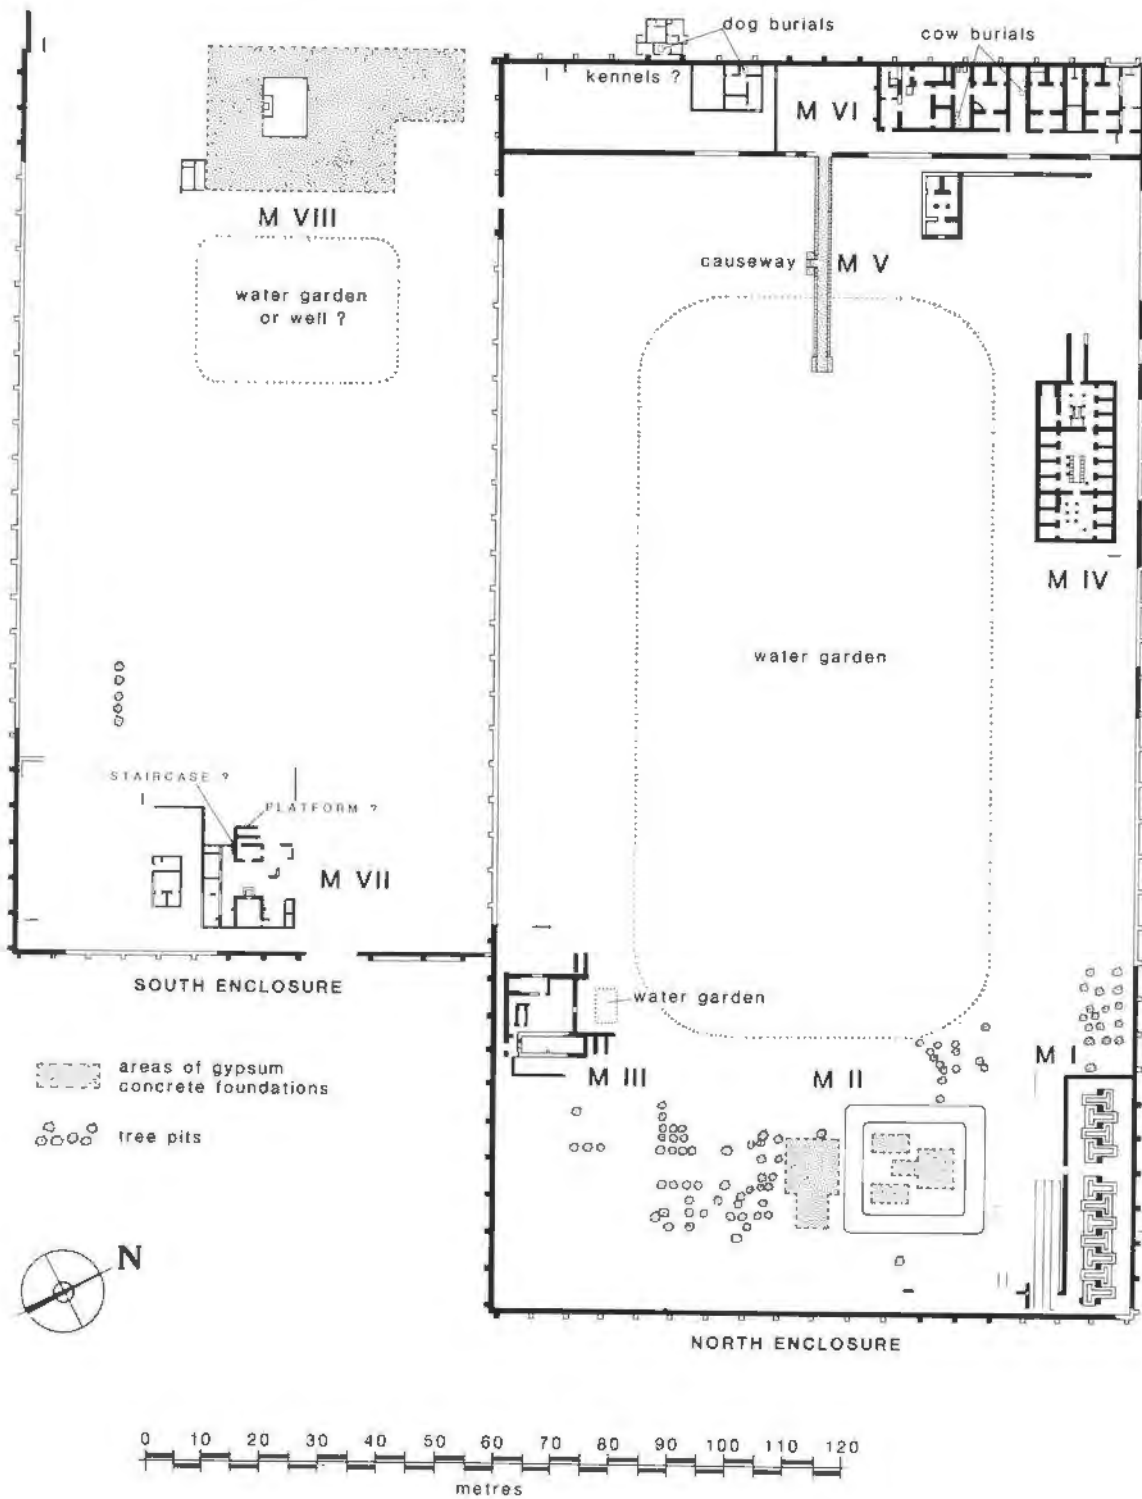 dog burials
cow burials
kennels ?
M VI
M VIII
causeway
M V
water garden
or well ?
M IV
water garden
STAIRCASE ?
PLATFORM ?
M VII
SOUTH ENCLOSURE
water garden
M III
M II
M I
areas of gypsum
concrete foundations
tree pits
N
NORTH ENCLOSURE
0 10 20 30 40 50 60 70 80 90 100 110 120
metres